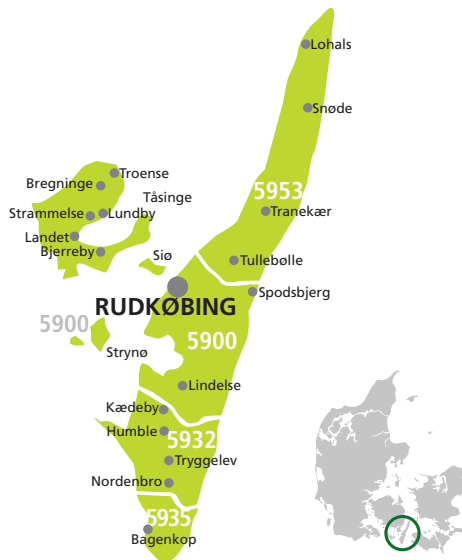 Lohals
Snøde
Troense
Bregninge
5953
Tåsinge
Tranekær
Strammelse
Lundby
Landet
Bjerreby
Siø
Tullebølle
Spodsbjerg
RUDKØBING
5900
5900
Strynø
Lindelse
Kædeby
Humble
5932
Tryggelev
Nordenbro
5935
Bagenkop